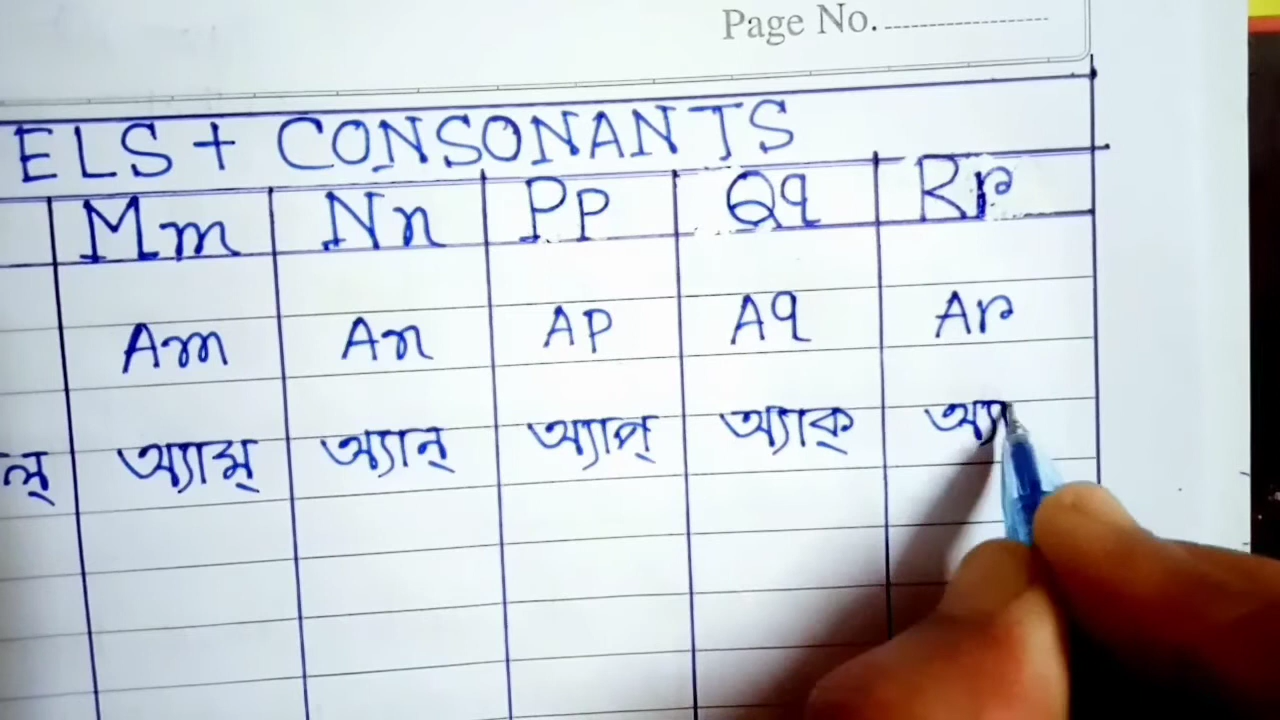 Page No.
ELS + CONSONANTS
Mm Nn Pp Qq Rr
Am An Ap Aq Ar
ল্ অ্যাম্ অ্যান্ অ্যাপ্ অ্যাক্ অ্যা